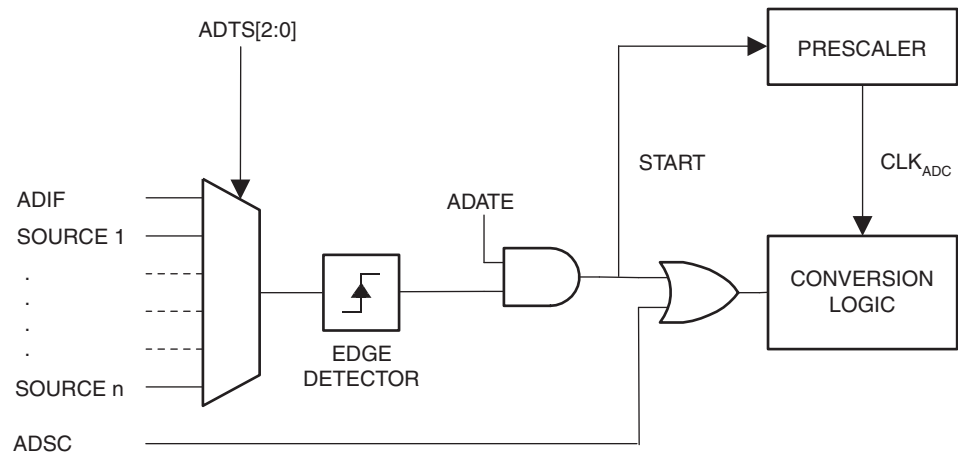 ADTS[2:0]
PRESCALER
START
CLKADC
ADIF
ADATE
SOURCE 1
.
.
.
.
CONVERSION
LOGIC
EDGE
DETECTOR
SOURCE n
ADSC